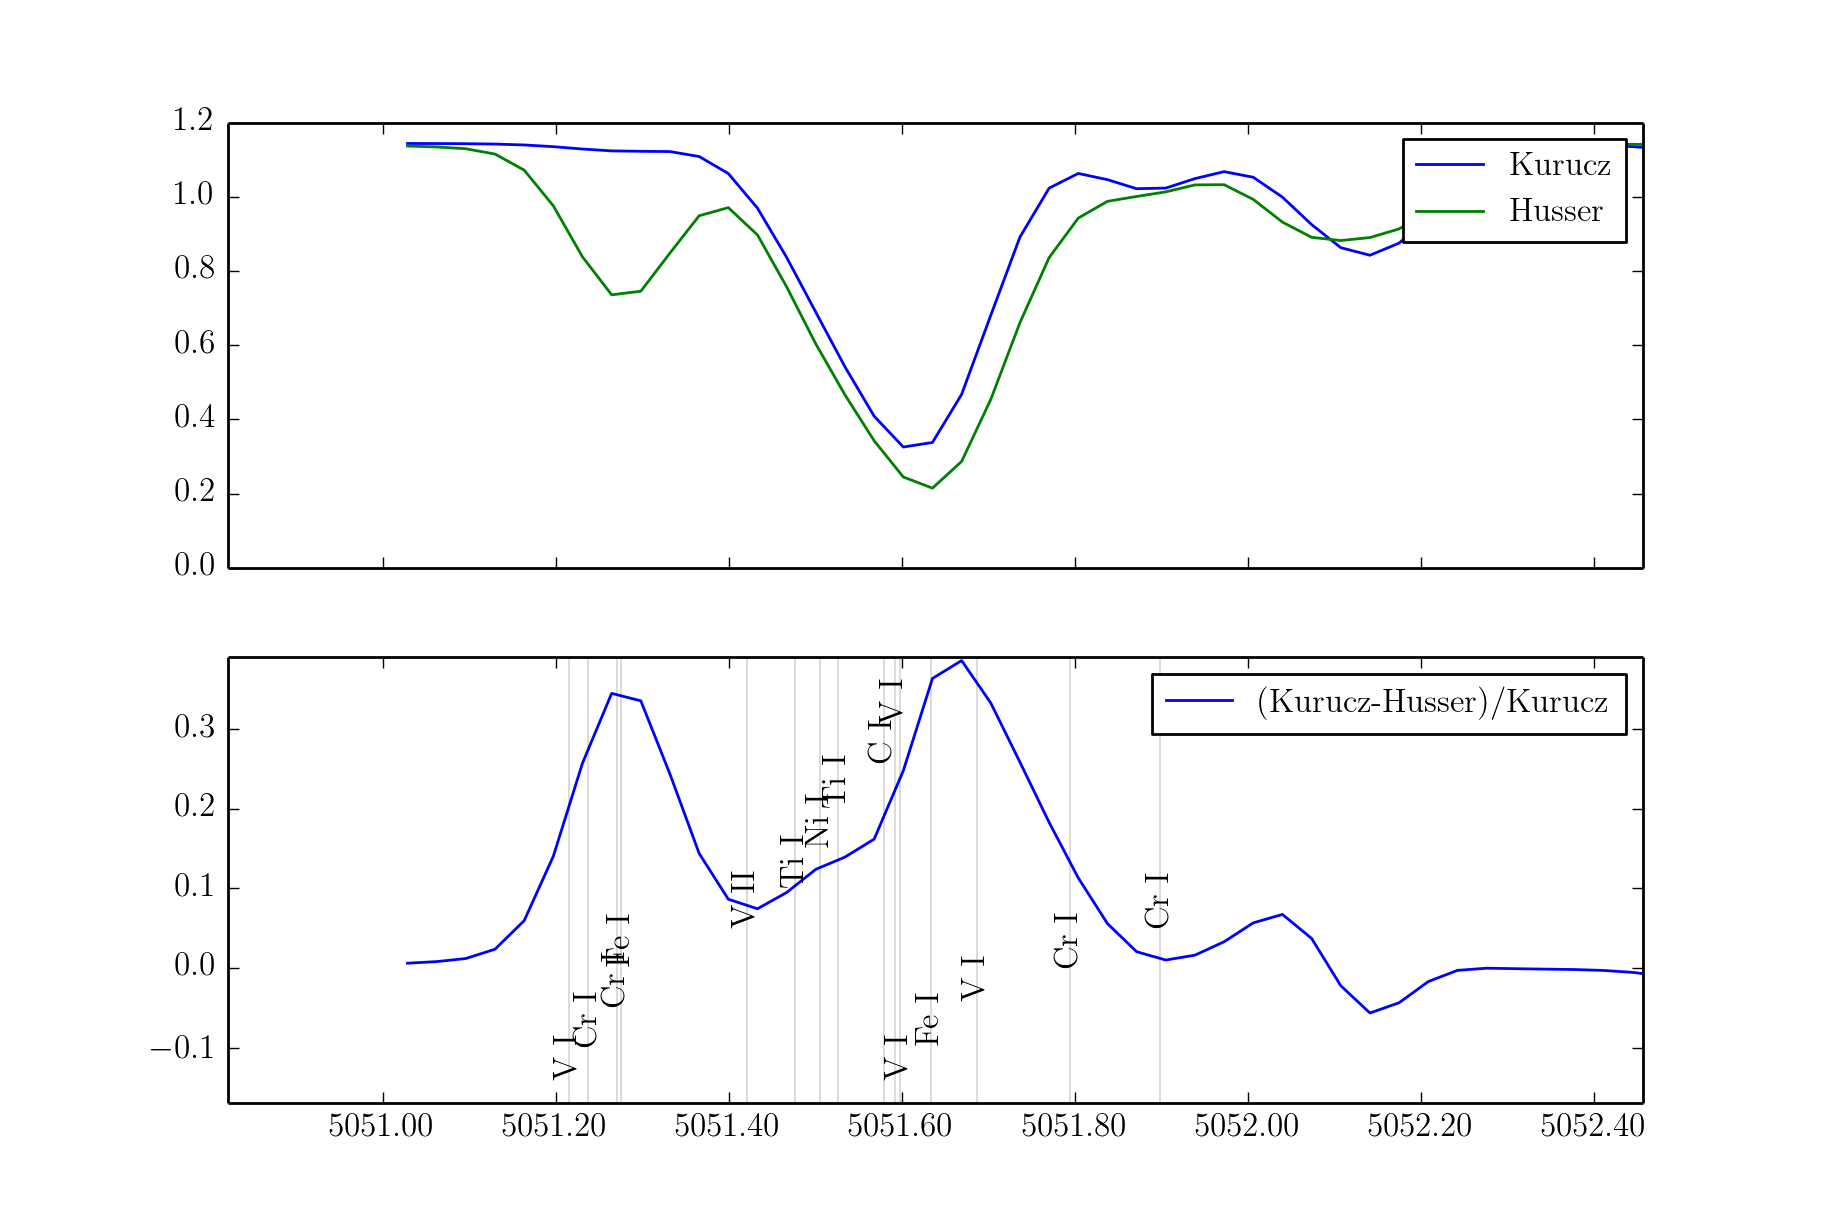 1.2
1.0
0.8
0.6
0.4
0.2
0.0
Kurucz
Husser
0.3
0.2
0.1
0.0
−0.1
(Kurucz-Husser)/Kurucz
V I
Cr I
Cr I
Fe I
V II
Ti I
Ni I
Ti I
C I
V I
V I
Fe I
V I
Cr I
Cr I
5051.00 5051.20 5051.40 5051.60 5051.80 5052.00 5052.20 5052.40